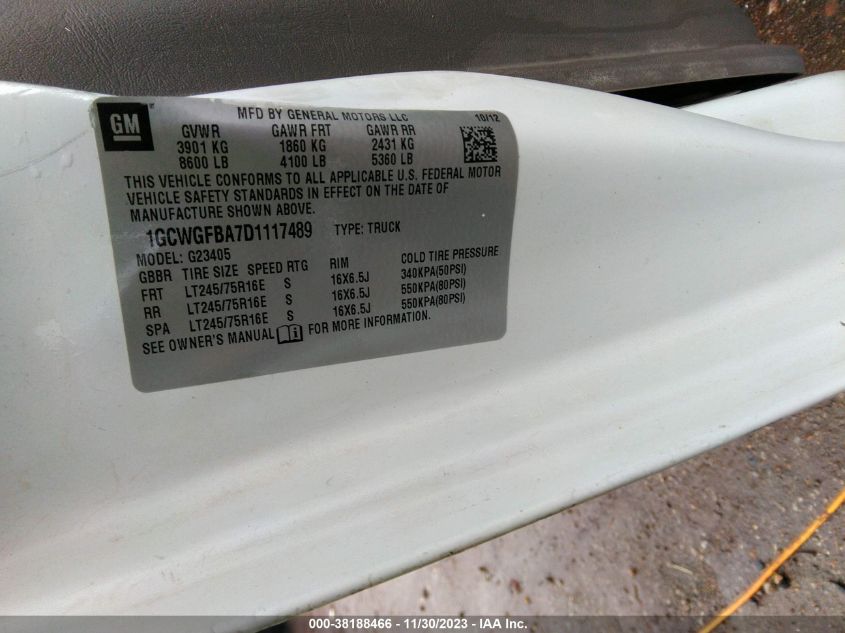 GM
MFD BY GENERAL MOTORS LLC 10/12
GVWR GAWR FRT GAWR RR
3901 KG 1860 KG 2431 KG
8600 LB 4100 LB 5360 LB
THIS VEHICLE CONFORMS TO ALL APPLICABLE U.S. FEDERAL MOTOR
VEHICLE SAFETY STANDARDS IN EFFECT ON THE DATE OF
MANUFACTURE SHOWN ABOVE.
1GCWGFBA7D1117489 TYPE: TRUCK
MODEL: G23405
GBBR TIRE SIZE SPEED RTG RIM COLD TIRE PRESSURE
FRT LT245/75R16E S 16X6.5J 340KPA(50PSI)
RR LT245/75R16E S 16X6.5J 550KPA(80PSI)
SPA LT245/75R16E S 16X6.5J 550KPA(80PSI)
SEE OWNER'S MANUAL FOR MORE INFORMATION.
000-38188466 - 11/30/2023 - IAA Inc.